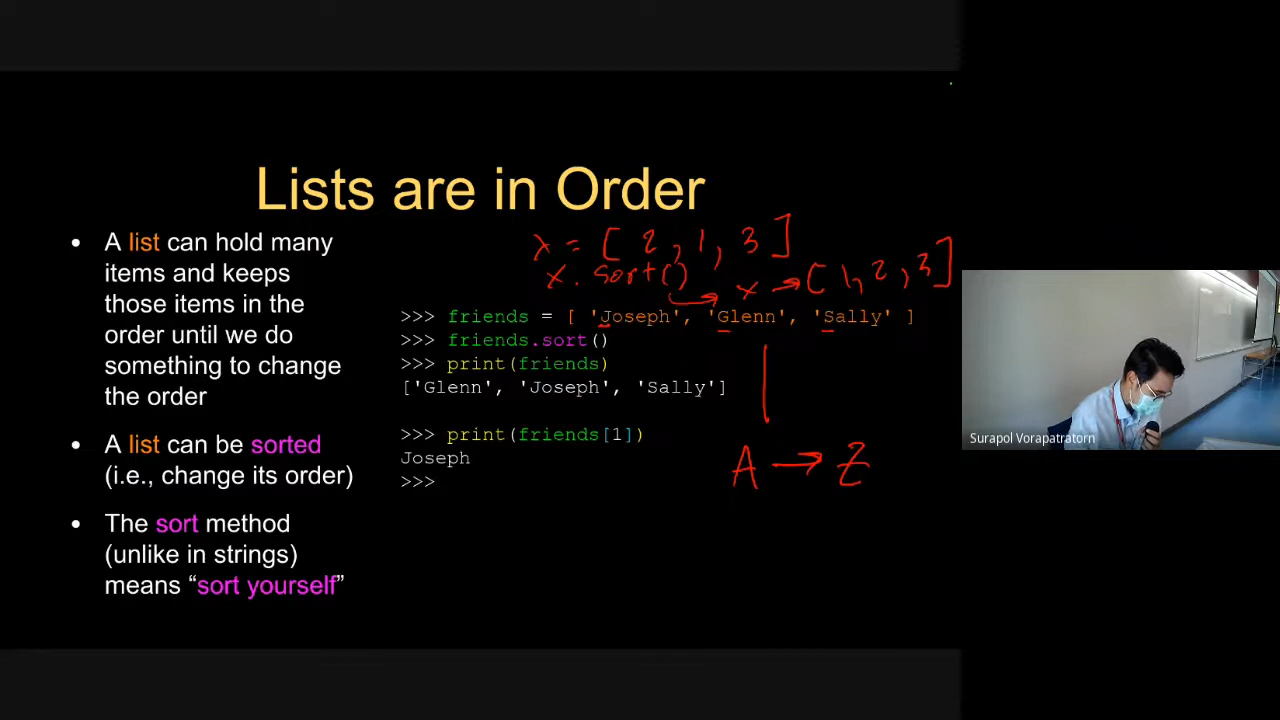 Lists are in Order
• A list can hold many
items and keeps
those items in the
order until we do
something to change
the order
• A list can be sorted
(i.e., change its order)
• The sort method
(unlike in strings)
means “sort yourself”
x = [ 2, 1, 3 ]
x. sort() x → [ 1, 2, 3 ]
>>> friends = [ 'Joseph', 'Glenn', 'Sally' ]
>>> friends.sort()
>>> print(friends)
['Glenn', 'Joseph', 'Sally']
>>> print(friends[1])
Joseph
>>>
A → Z
Surapol Vorapatratorn